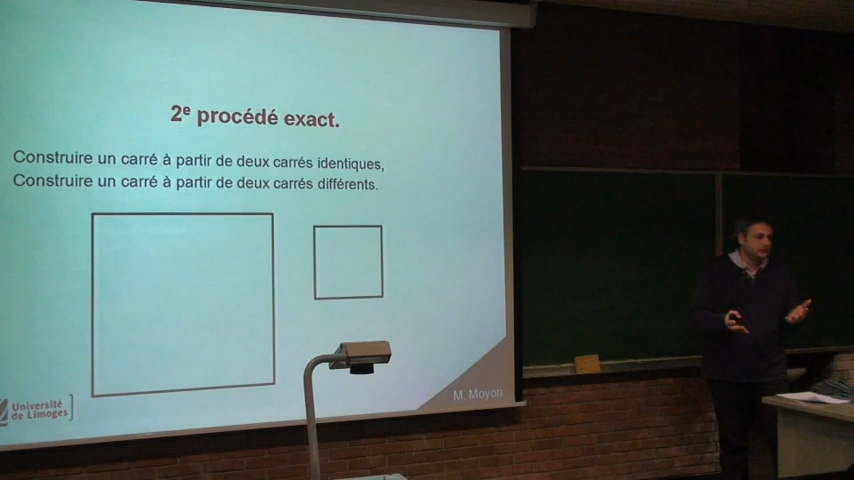 2e procédé exact.
Construire un carré à partir de deux carrés identiques,
Construire un carré à partir de deux carrés différents.
Université
de Limoges
M. Moyon